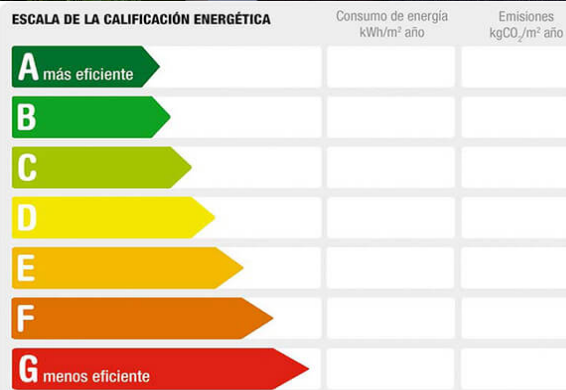 ESCALA DE LA CALIFICACIÓN ENERGÉTICA
Consumo de energía
kWh/m² año
Emisiones
kgCO₂/m² año
A más eficiente
B
C
D
E
F
G menos eficiente